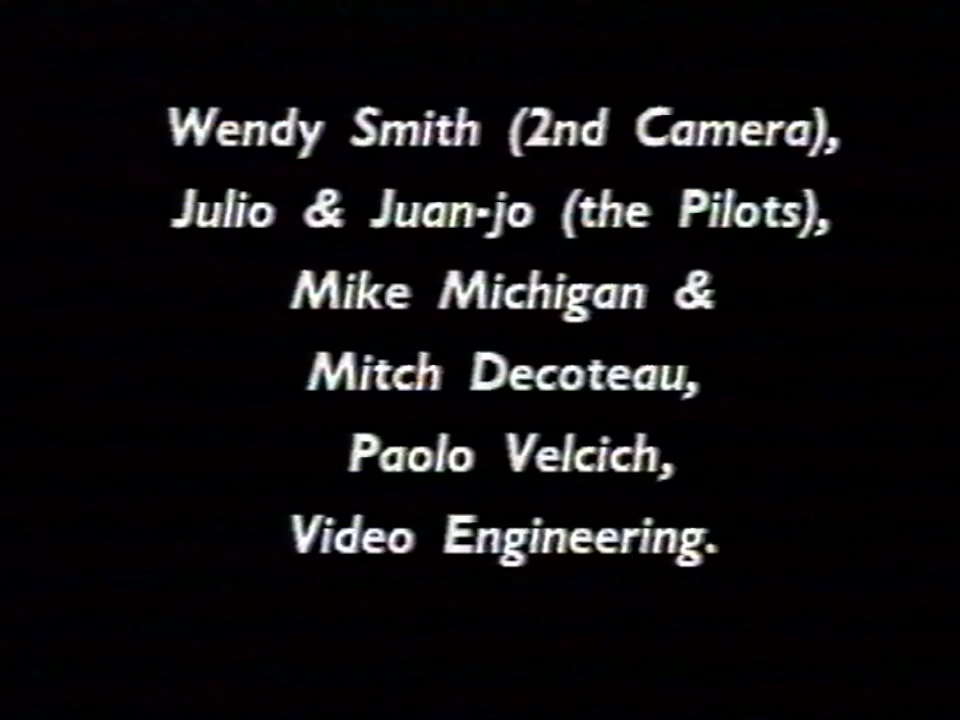 Wendy Smith (2nd Camera),
Julio & Juan-jo (the Pilots),
Mike Michigan &
Mitch Decoteau,
Paolo Velcich,
Video Engineering.